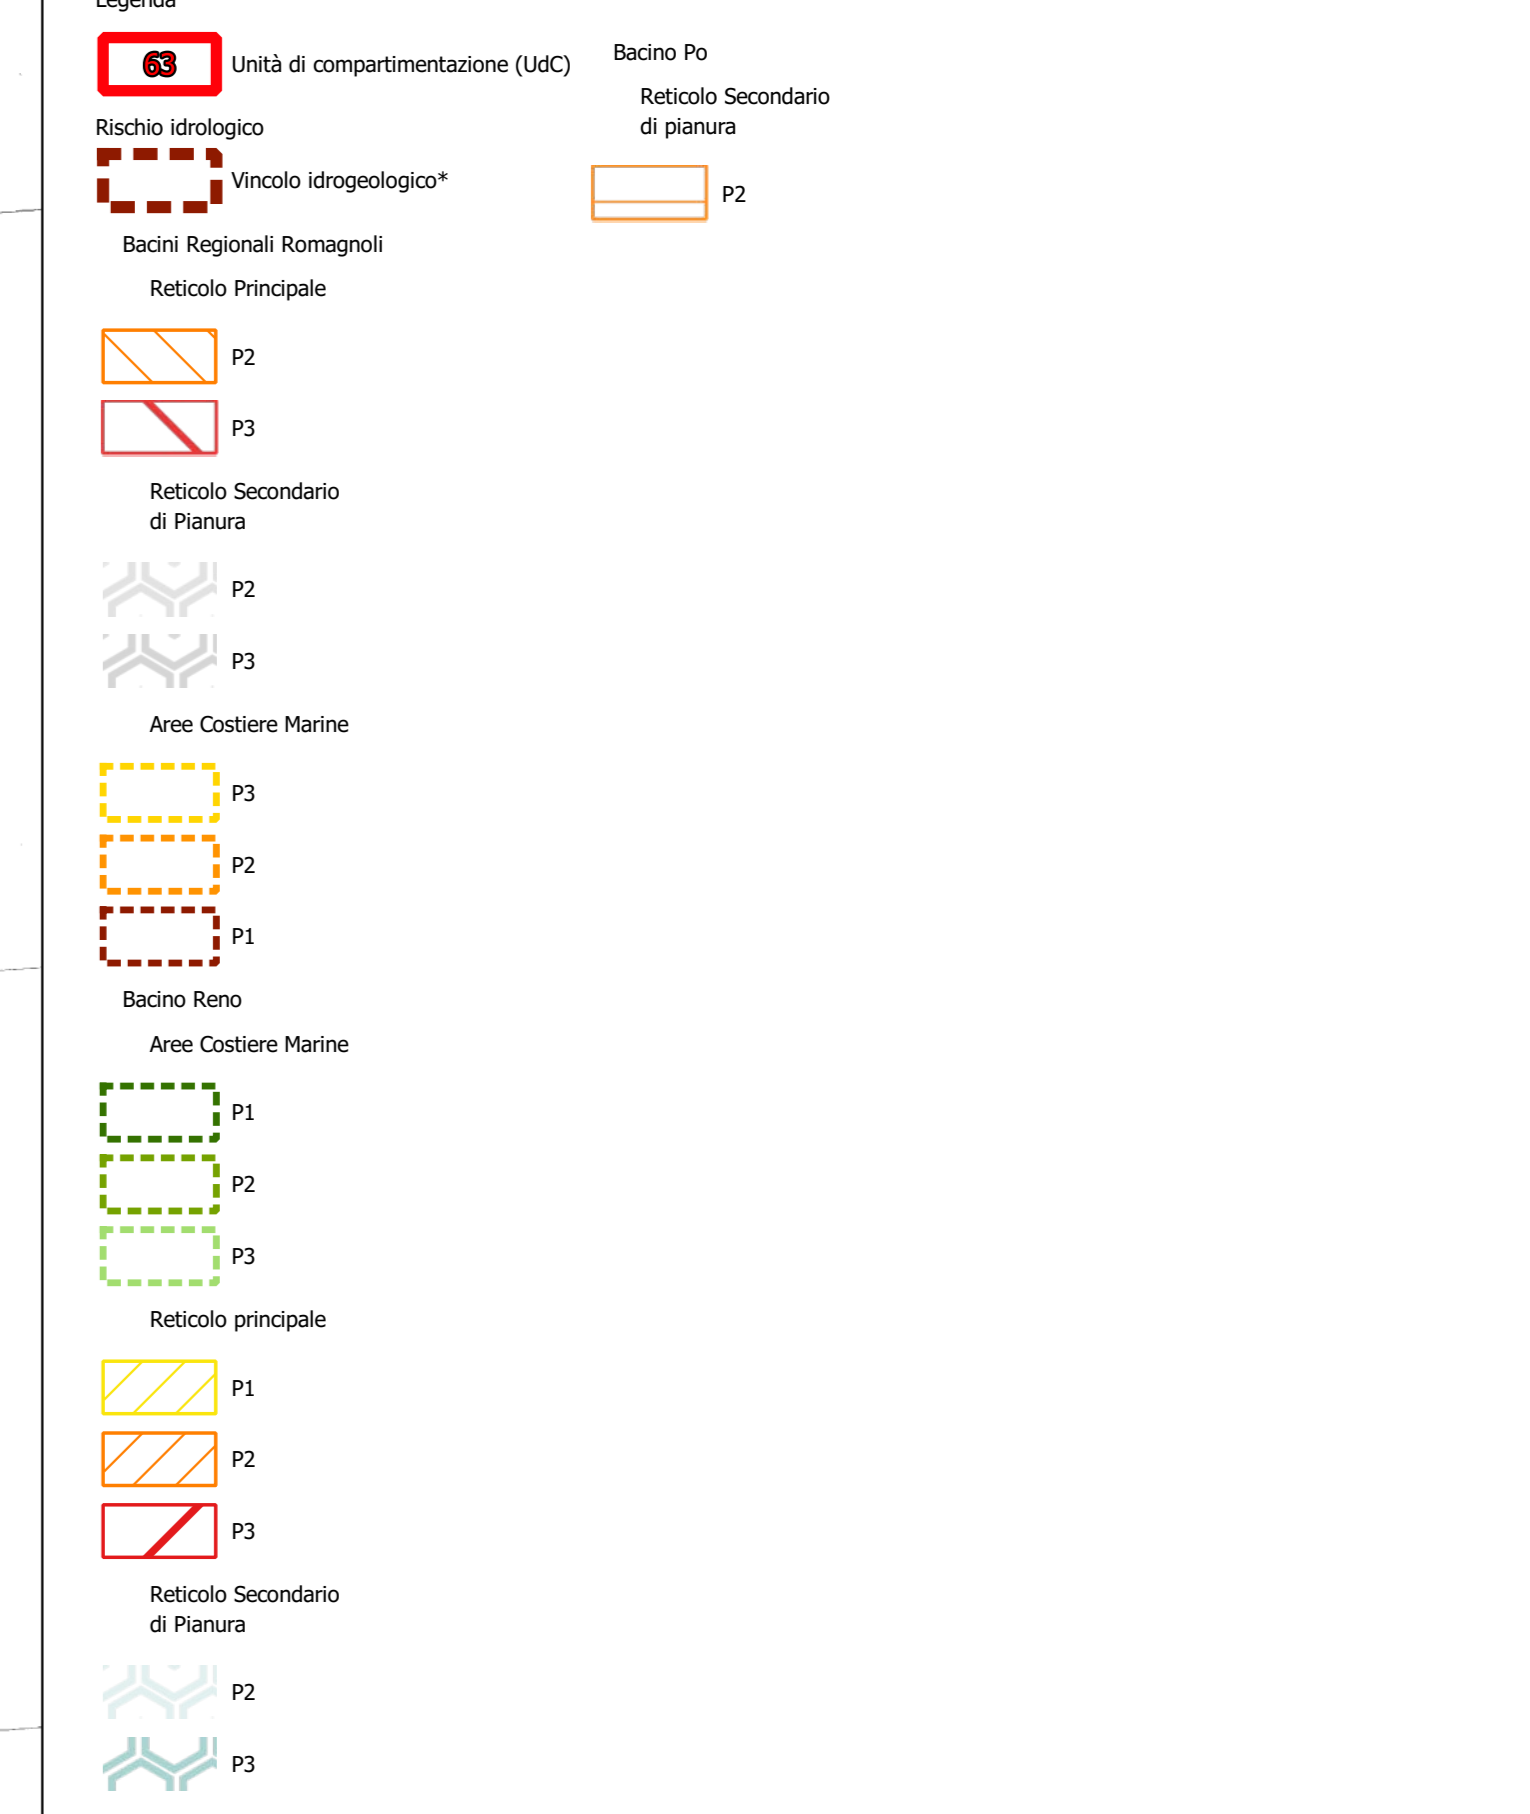 Legenda
63
Unità di compartimentazione (UdC)
Rischio idrologico
Vincolo idrogeologico*
Bacini Regionali Romagnoli
Reticolo Principale
P2
P3
Reticolo Secondario
di Pianura
P2
P3
Aree Costiere Marine
P3
P2
P1
Bacino Reno
Aree Costiere Marine
P1
P2
P3
Reticolo principale
P1
P2
P3
Reticolo Secondario
di Pianura
P2
P3
Bacino Po
Reticolo Secondario
di pianura
P2